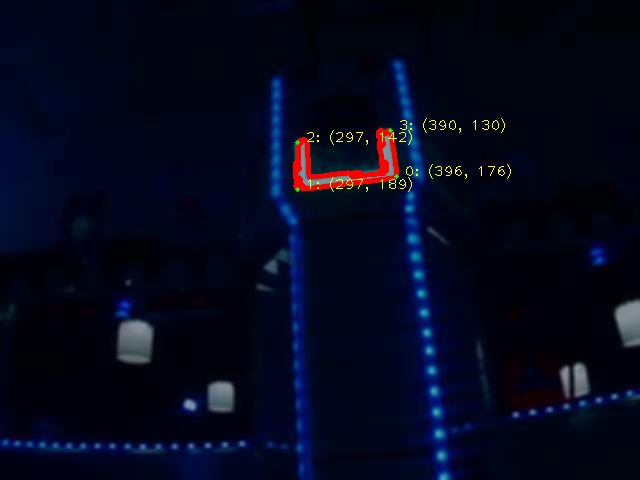 3: (390, 130)
2: (297, 142)
0: (396, 176)
1: (297, 189)